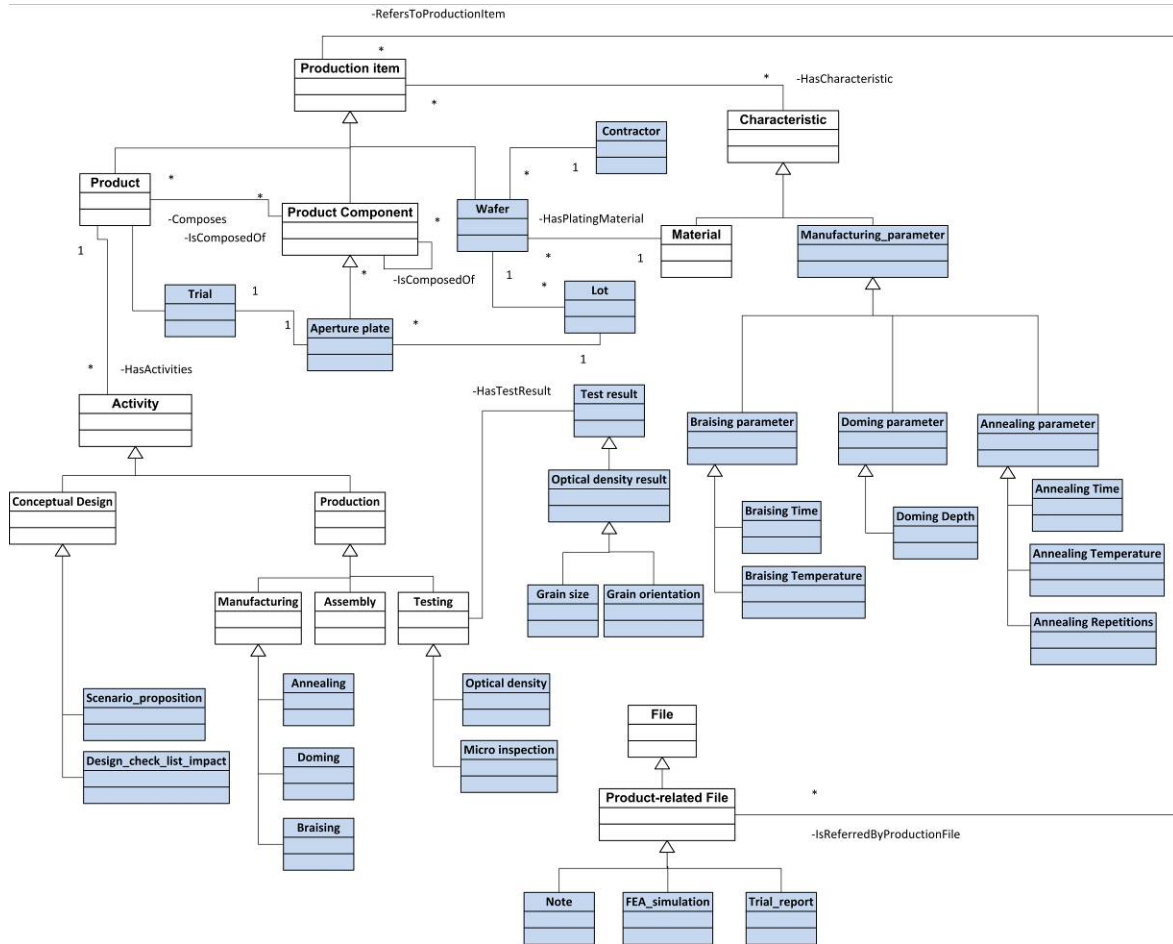 -RefersToProductionItem
*
Production item
*
-HasCharacteristic
*
Characteristic
Contractor
Product
*
*
1
Product Component
*
*
Wafer
-HasPlatingMaterial
Material
Manufacturing_parameter
-Composes
-IsComposedOf
1
*
1
-IsComposedOf
*
1
*
Trial
1
1
Aperture plate
*
Lot
1
*
-HasActivities
Activity
-HasTestResult
Test result
Braising parameter
Doming parameter
Annealing parameter
Conceptual Design
Production
Optical density result
Annealing Time
Braising Time
Doming Depth
Annealing Temperature
Braising Temperature
Manufacturing
Assembly
Testing
Grain size
Grain orientation
Annealing Repetitions
Scenario_proposition
Annealing
Optical density
File
Design_check_list_impact
Doming
Micro inspection
Product-related File
*
-IsReferredByProductionFile
Braising
Note
FEA_simulation
Trial_report